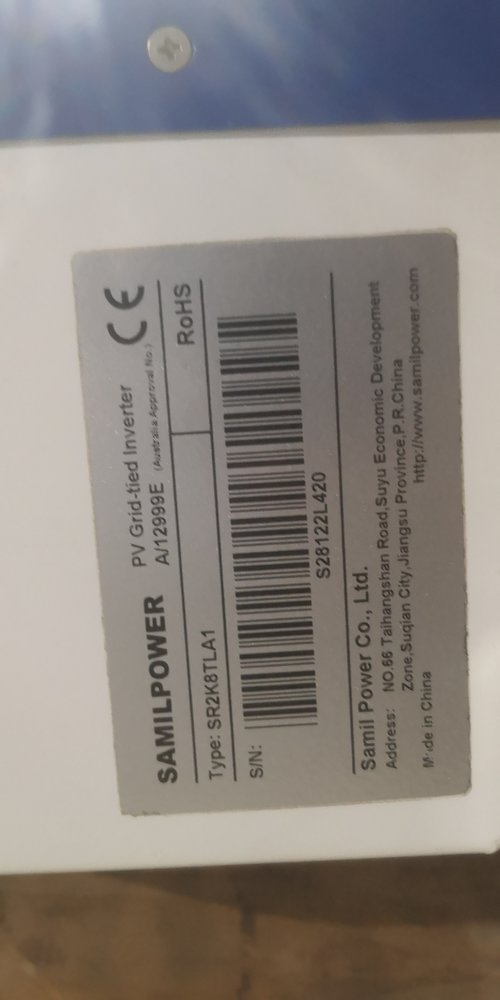 SAMILPOWER PV Grid-tied Inverter
A/12999E (Australia Approval No.) CE
Type: SR2K8TLA1 RoHS
S/N:
S28122L420
Samil Power Co., Ltd.
Address: NO.66 Taihangshan Road,Suyu Economic Development
Zone,Suqian City,Jiangsu Province,P.R.China
Made in China http://www.samilpower.com